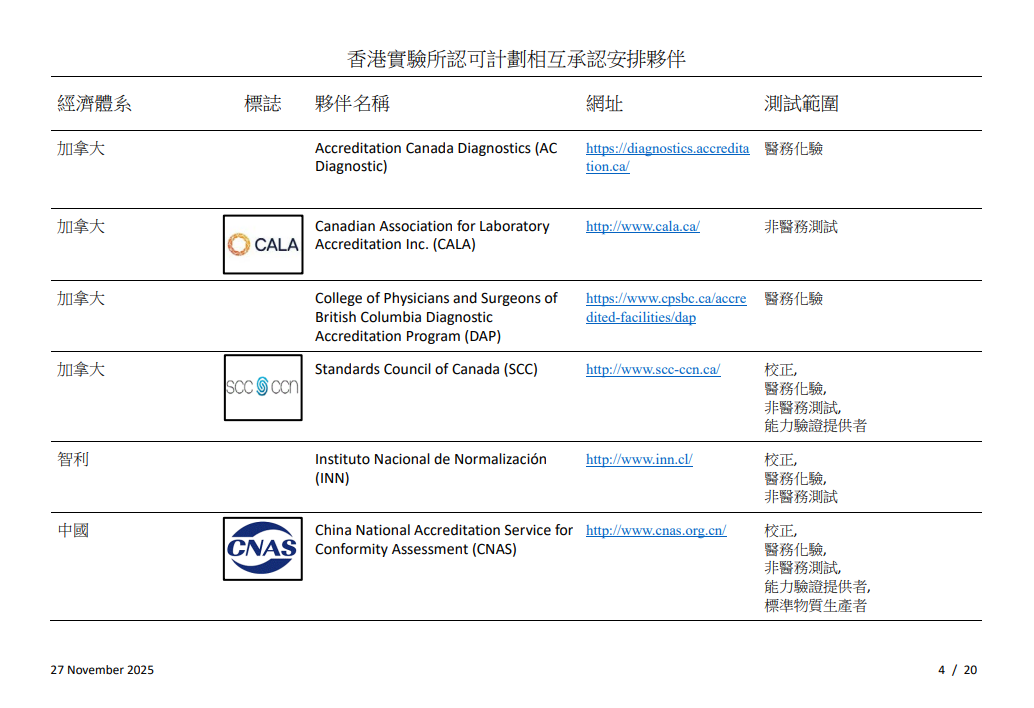 香港實驗所認可計劃相互承認安排夥伴
經濟體系 標誌 夥伴名稱 網址 測試範圍
加拿大 Accreditation Canada Diagnostics (AC https://diagnostics.accredita 醫務化驗
Diagnostic) tion.ca/
加拿大 Canadian Association for Laboratory http://www.cala.ca/ 非醫務測試
CALA Accreditation Inc. (CALA)
加拿大 College of Physicians and Surgeons of https://www.cpsbc.ca/accre 醫務化驗
British Columbia Diagnostic dited-facilities/dap
Accreditation Program (DAP)
加拿大 Standards Council of Canada (SCC) http://www.scc-ccn.ca/ 校正,
scc ccn 醫務化驗,
非醫務測試,
能力驗證提供者
智利 Instituto Nacional de Normalización http://www.inn.cl/ 校正,
(INN) 醫務化驗,
非醫務測試
中國 China National Accreditation Service for http://www.cnas.org.cn/ 校正,
CNAS Conformity Assessment (CNAS) 醫務化驗,
非醫務測試,
能力驗證提供者,
標準物質生產者
27 November 2025 4 / 20